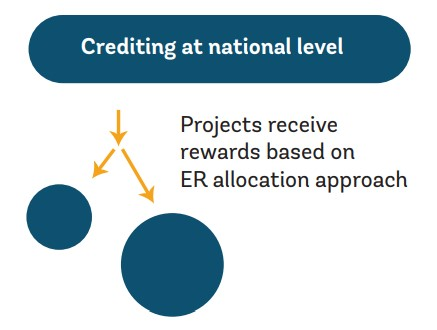 Crediting at national level
Projects receive
rewards based on
ER allocation approach